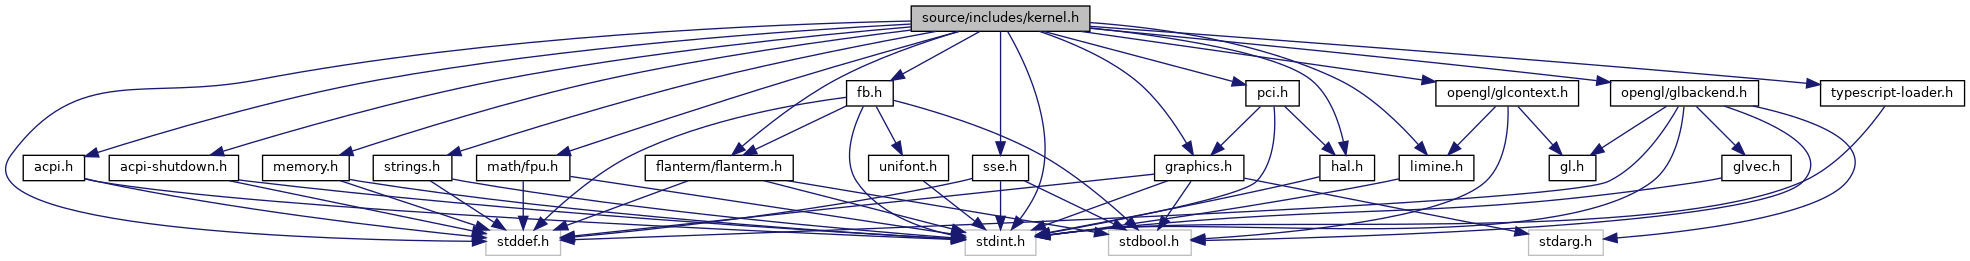 source/includes/kernel.h
fb.h
pci.h
opengl/glcontext.h
opengl/glbackend.h
typescript-loader.h
acpi.h
acpi-shutdown.h
memory.h
strings.h
math/fpu.h
flanterm/flanterm.h
unifont.h
sse.h
graphics.h
hal.h
limine.h
gl.h
glvec.h
stddef.h
stdint.h
stdbool.h
stdarg.h